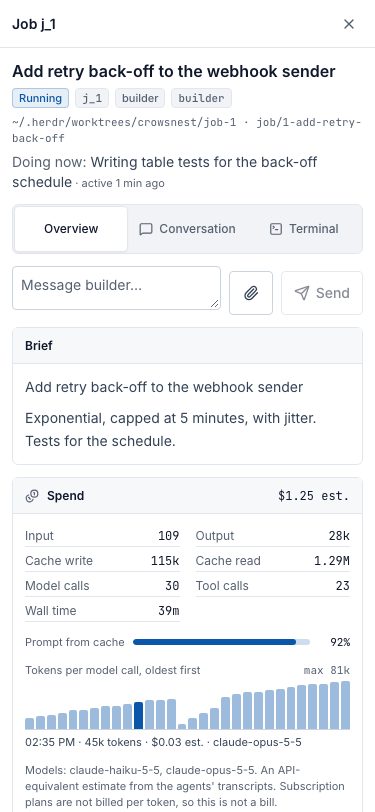 Job j_1
Add retry back-off to the webhook sender
Running j_1 builder builder
~/.herdr/worktrees/crowsnest/job-1 · job/1-add-retry-
back-off
Doing now: Writing table tests for the back-off
schedule · active 1 min ago
Overview Conversation Terminal
Message builder...
Send
Brief
Add retry back-off to the webhook sender
Exponential, capped at 5 minutes, with jitter.
Tests for the schedule.
Spend $1.25 est.
Input 109 Output 28k
Cache write 115k Cache read 1.29M
Model calls 30 Tool calls 23
Wall time 39m
Prompt from cache 92%
Tokens per model call, oldest first max 81k
02:35 PM · 45k tokens · $0.03 est. · claude-opus-5-5
Models: claude-haiku-5-5, claude-opus-5-5. An API-
equivalent estimate from the agents' transcripts. Subscription
plans are not billed per token, so this is not a bill.